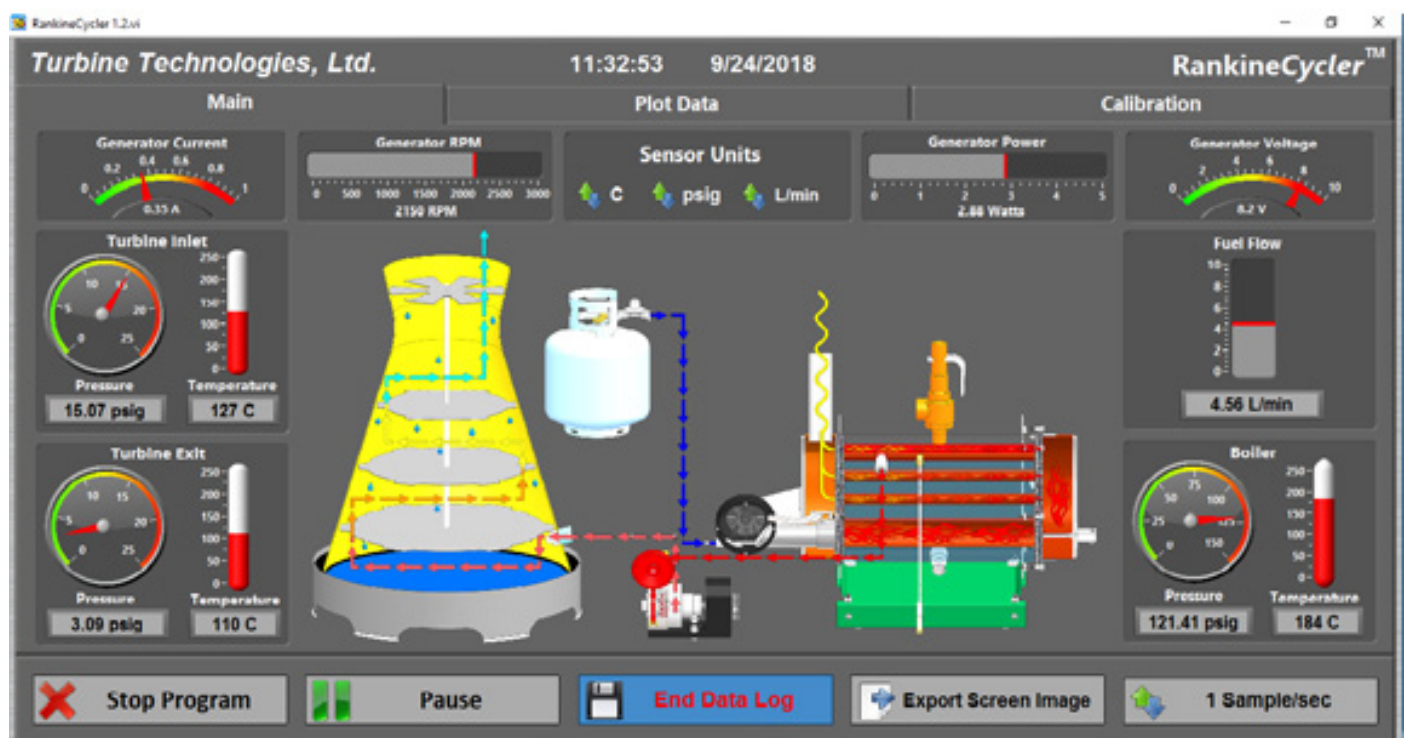 RankineCycler 1.2.vi
Turbine Technologies, Ltd.
11:32:53 9/24/2018
RankineCycler™
Main
Plot Data
Calibration
Generator Current
0 0.2 0.4 0.6 0.8 1
0.35 A
Generator RPM
0 500 1000 1500 2000 2500 3000
2150 RPM
Sensor Units
C psig L/min
Generator Power
0 1 2 3 4 5
2.88 Watts
Generator Voltage
0 2 4 6 8 10
8.2 V
Turbine Inlet
0 5 10 15 20 25
250
200
150
100
50
0
Pressure
Temperature
15.07 psig
127 C
Fuel Flow
10
8
6
4
2
0
4.56 L/min
Turbine Exit
0 5 10 15 20 25
250
200
150
100
50
0
Pressure
Temperature
3.09 psig
110 C
Boiler
0 25 50 75 100 125 150
250
200
150
100
50
0
Pressure
Temperature
121.41 psig
184 C
Stop Program
Pause
End Data Log
Export Screen Image
1 Sample/sec